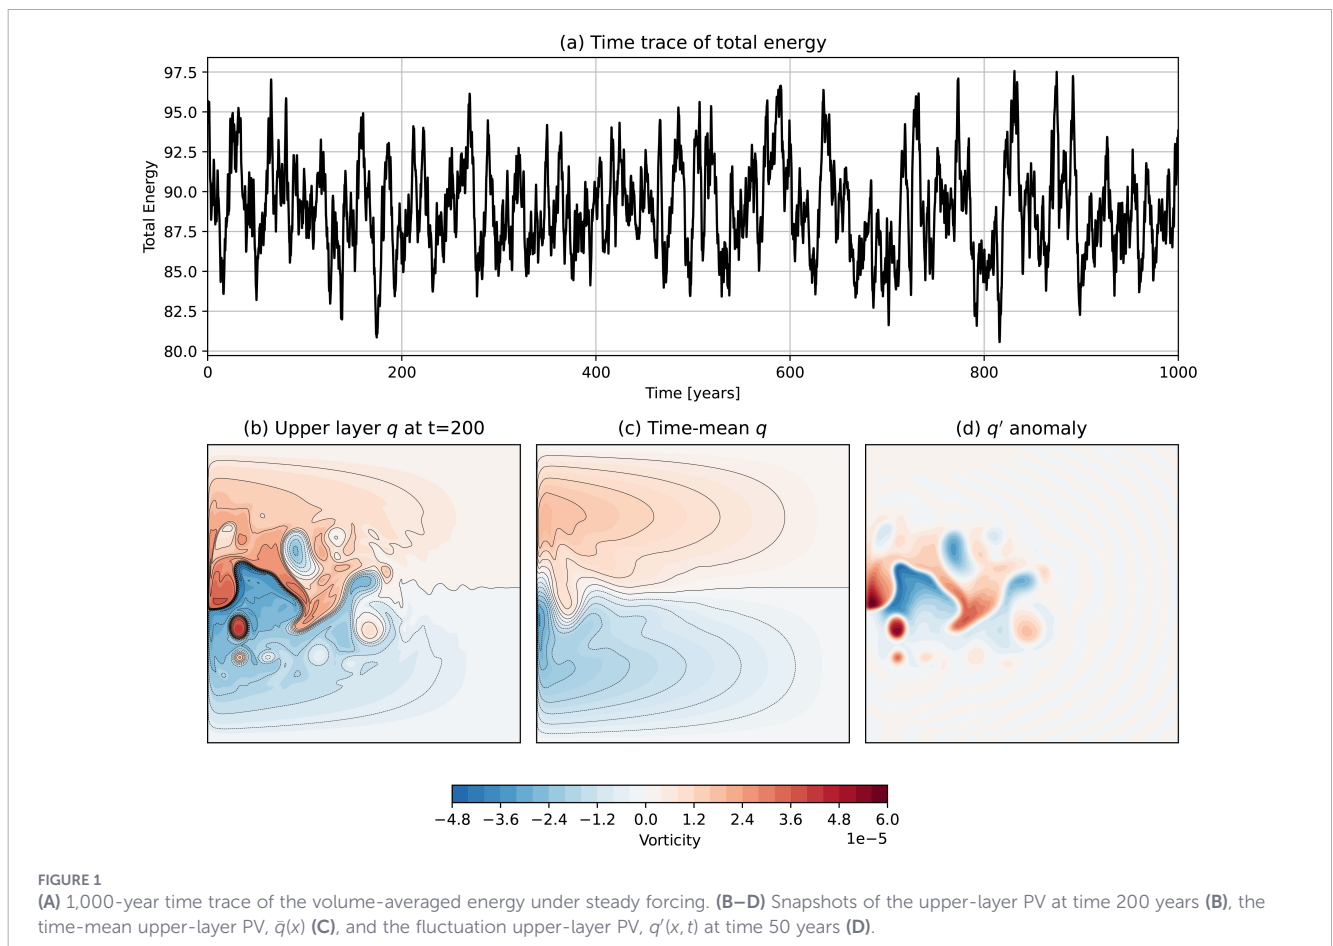 (a) Time trace of total energy
97.5
95.0
92.5
90.0
87.5
85.0
82.5
80.0
Total Energy
0 200 400 600 800 1000
Time [years]
(b) Upper layer q at t=200 (c) Time-mean q (d) q′ anomaly
−4.8 −3.6 −2.4 −1.2 0.0 1.2 2.4 3.6 4.8 6.0
Vorticity 1e−5
FIGURE 1
(A) 1,000-year time trace of the volume-averaged energy under steady forcing. (B–D) Snapshots of the upper-layer PV at time 200 years (B), the
time-mean upper-layer PV, q̄(x) (C), and the fluctuation upper-layer PV, q′(x, t) at time 50 years (D).